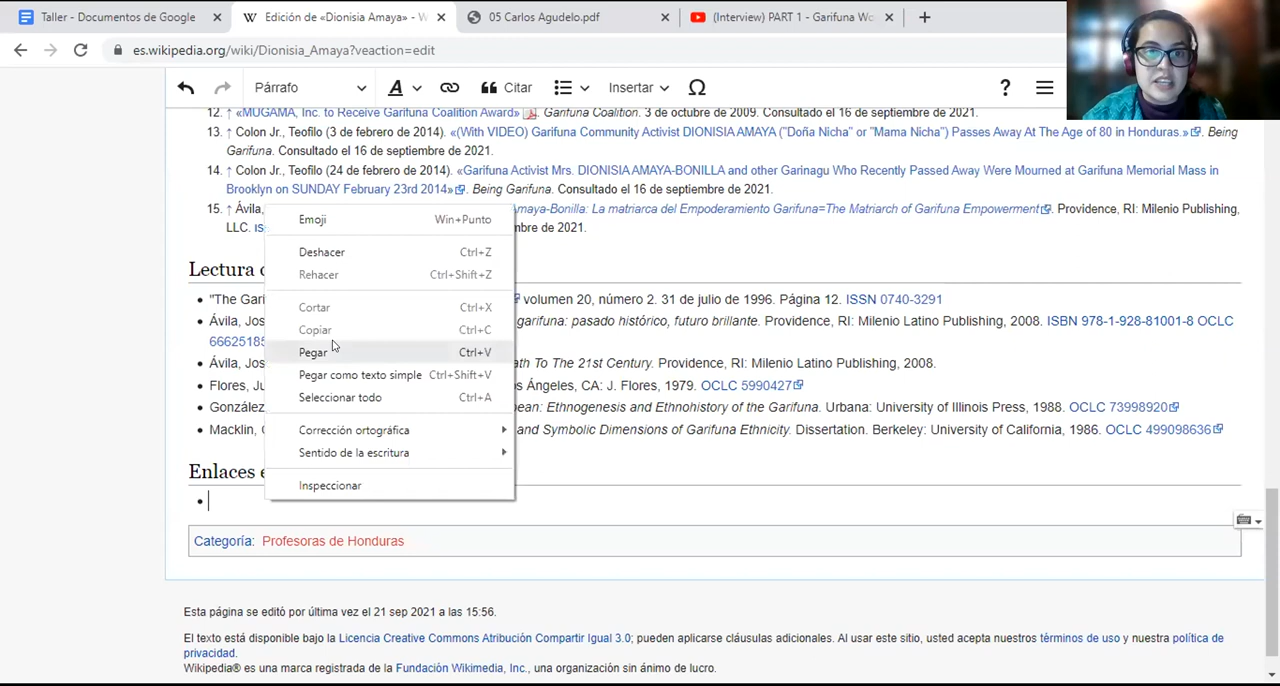 Taller - Documentos de Google
Edición de «Dionisia Amaya» - W
05 Carlos Agudelo.pdf
(Interview) PART 1 - Garifuna Wo
es.wikipedia.org/wiki/Dionisia_Amaya?veaction=edit
Párrafo A Citar Insertar Ω ?
12. ↑ «MUGAMA, Inc. to Receive Garifuna Coalition Award» . Garifuna Coalition. 3 de octubre de 2009. Consultado el 16 de septiembre de 2021.
13. ↑ Colon Jr., Teofilo (3 de febrero de 2014). «(With VIDEO) Garifuna Community Activist DIONISIA AMAYA ("Doña Nicha" or "Mama Nicha") Passes Away At The Age of 80 in Honduras.» . Being
Garifuna. Consultado el 16 de septiembre de 2021.
14. ↑ Colon Jr., Teofilo (24 de febrero de 2014). «Garifuna Activist Mrs. DIONISIA AMAYA-BONILLA and other Garinagu Who Recently Passed Away Were Mourned at Garifuna Memorial Mass in
Brooklyn on SUNDAY February 23rd 2014» . Being Garifuna. Consultado el 16 de septiembre de 2021.
15. ↑ Ávila, Amaya-Bonilla: La matriarca del Empoderamiento Garifuna=The Matriarch of Garifuna Empowerment . Providence, RI: Milenio Publishing,
LLC. mbre de 2021.
Emoji Win+Punto
Deshacer Ctrl+Z
Rehacer Ctrl+Shift+Z
Cortar Ctrl+X
Copiar Ctrl+C
Pegar Ctrl+V
Pegar como texto simple Ctrl+Shift+V
Seleccionar todo Ctrl+A
Corrección ortográfica
Sentido de la escritura
Inspeccionar
Lectura
• "The Gari volumen 20, número 2. 31 de julio de 1996. Página 12. ISSN 0740-3291
• Ávila, Jos garifuna: pasado histórico, futuro brillante. Providence, RI: Milenio Latino Publishing, 2008. ISBN 978-1-928-81001-8 OCLC
66625185
• Ávila, Jos ath To The 21st Century. Providence, RI: Milenio Latino Publishing, 2008.
• Flores, Ju os Ángeles, CA: J. Flores, 1979. OCLC 5990427
• González bean: Ethnogenesis and Ethnohistory of the Garifuna. Urbana: University of Illinois Press, 1988. OCLC 73998920
• Macklin, and Symbolic Dimensions of Garifuna Ethnicity. Dissertation. Berkeley: University of California, 1986. OCLC 499098636
Enlaces e
•
Categoría: Profesoras de Honduras
Esta página se editó por última vez el 21 sep 2021 a las 15:56.
El texto está disponible bajo la Licencia Creative Commons Atribución Compartir Igual 3.0; pueden aplicarse cláusulas adicionales. Al usar este sitio, usted acepta nuestros términos de uso y nuestra política de
privacidad.
Wikipedia® es una marca registrada de la Fundación Wikimedia, Inc., una organización sin ánimo de lucro.